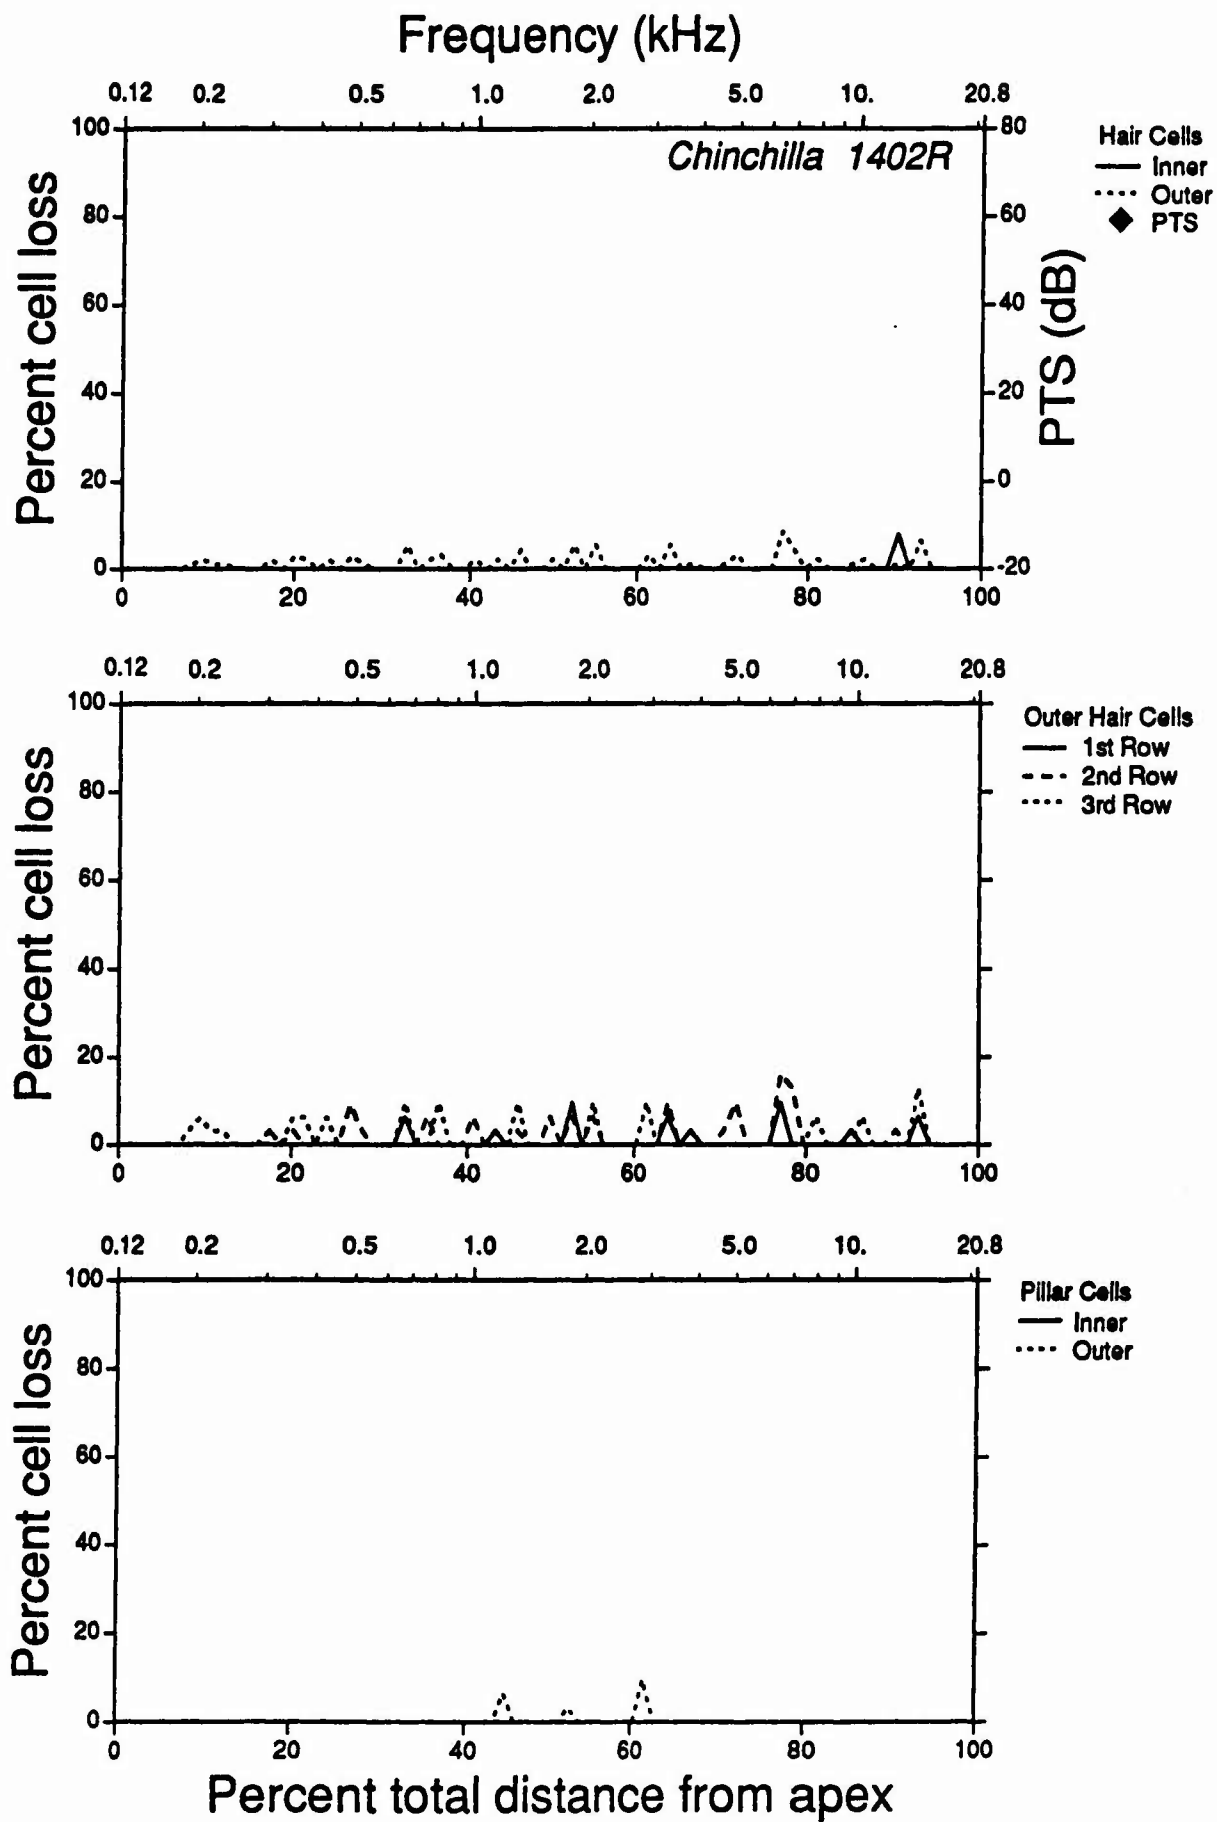 Frequency (kHz)
0.12 0.2 0.5 1.0 2.0 5.0 10. 20.8
100 80
Chinchilla 1402R
Hair Cells
Inner
Outer
PTS
80 60
60 40
40 20
20 0
0 -20
Percent cell loss
PTS (dB)
0 20 40 60 80 100
0.12 0.2 0.5 1.0 2.0 5.0 10. 20.8
100
Outer Hair Cells
1st Row
2nd Row
3rd Row
80
60
40
20
0
Percent cell loss
0 20 40 60 80 100
0.12 0.2 0.5 1.0 2.0 5.0 10. 20.8
100
Pillar Cells
Inner
Outer
80
60
40
20
0
Percent cell loss
0 20 40 60 80 100
Percent total distance from apex